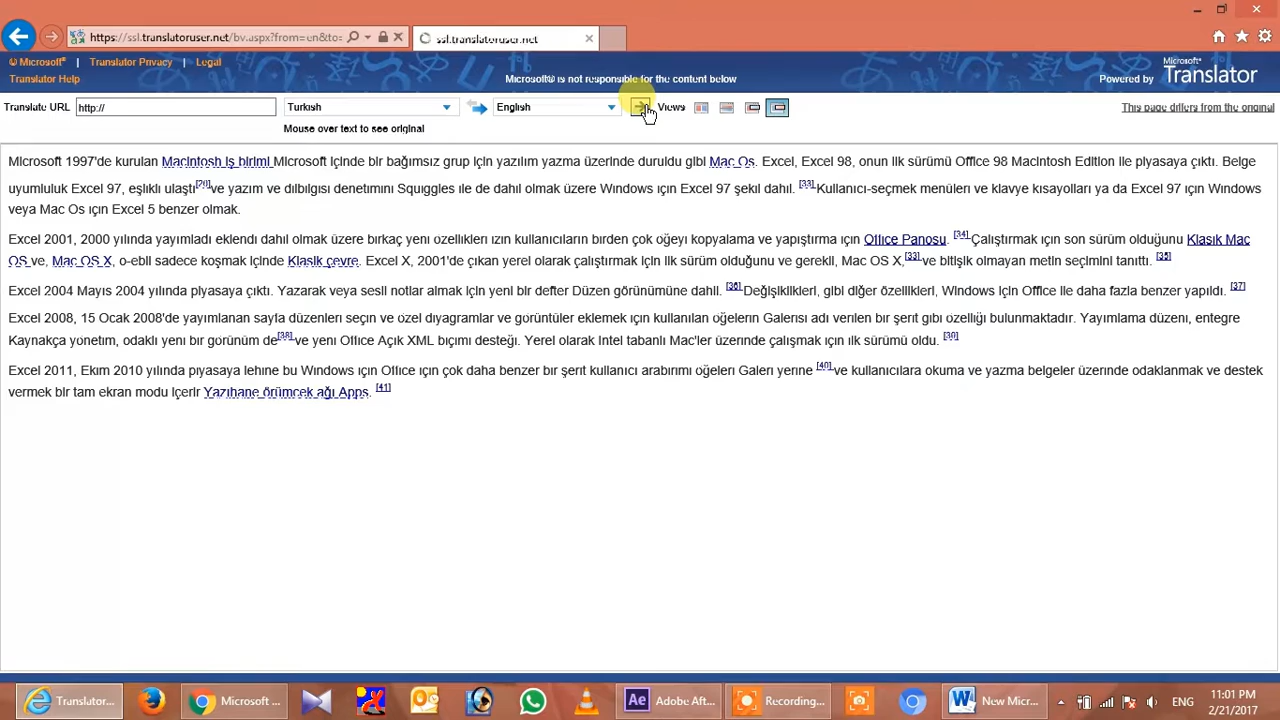 https://ssl.translatoruser.net/bv.aspx?from=en&to=
ssl.translatoruser.net
© Microsoft® | Translator Privacy | Legal
Translator Help
Microsoft® is not responsible for the content below
Powered by Microsoft® Translator
Translate URL http:// Turkish English Views This page differs from the original
Mouse over text to see original
Microsoft 1997'de kurulan Macintosh iş birimi Microsoft içinde bir bağımsız grup için yazılım yazma üzerinde duruldu gibi Mac Os. Excel, Excel 98, onun ilk sürümü Office 98 Macintosh Edition ile piyasaya çıktı. Belge
uyumluluk Excel 97, eşlikli ulaştı[29]ve yazım ve dilbilgisi denetimini Squiggles ile de dahil olmak üzere Windows için Excel 97 şekil dahil. [33]Kullanıcı-seçmek menüleri ve klavye kısayolları ya da Excel 97 için Windows
veya Mac Os için Excel 5 benzer olmak.
Excel 2001, 2000 yılında yayımladı eklendi dahil olmak üzere birkaç yeni özellikleri izin kullanıcıların birden çok öğeyi kopyalama ve yapıştırma için Office Panosu. [34]Çalıştırmak için son sürüm olduğunu Klasik Mac
OS ve, Mac OS X, o-ebil sadece koşmak içinde Klasik çevre. Excel X, 2001'de çıkan yerel olarak çalıştırmak için ilk sürüm olduğunu ve gerekil, Mac OS X,[33]ve bitişik olmayan metin seçimini tanıttı. [35]
Excel 2004 Mayıs 2004 yılında piyasaya çıktı. Yazarak veya sesli notlar almak için yeni bir defter Düzen görünümüne dahil. [36]Değişiklikleri, gibi diğer özellikleri, Windows için Office ile daha fazla benzer yapıldı. [37]
Excel 2008, 15 Ocak 2008'de yayımlanan sayfa düzenleri seçin ve özel diyagramlar ve görüntüler eklemek için kullanılan öğelerin Galerisi adı verilen bir şerit gibi özelliği bulunmaktadır. Yayımlama düzeni, entegre
Kaynakça yönetim, odaklı yeni bir görünüm de[38]ve yeni Office Açık XML biçimi desteği. Yerel olarak Intel tabanlı Mac'ler üzerinde çalışmak için ilk sürümü oldu. [39]
Excel 2011, Ekim 2010 yılında piyasaya lehine bu Windows için Office için çok daha benzer bir şerit kullanıcı arabirimi öğeleri Galeri yerine [40]ve kullanıcılara okuma ve yazma belgeler üzerinde odaklanmak ve destek
vermek bir tam ekran modu içerir Yazıhane örümcek ağı Apps. [41]
Translator... Microsoft ... Adobe Aft... Recording... New Micr... ENG 11:01 PM
2/21/2017